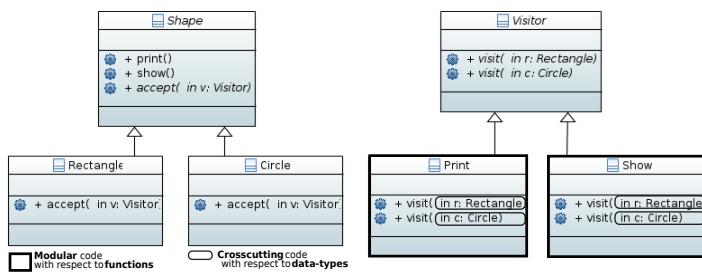 Shape
+ print()
+ show()
+ accept( in v: Visitor)
Visitor
+ visit( in r: Rectangle)
+ visit( in c: Circle)
Rectangle
+ accept( in v: Visitor
Circle
+ accept( in v: Visitor
Print
+ visit( in r: Rectangle
+ visit( in c: Circle)
Show
+ visit( in r: Rectangle
+ visit( in c: Circle)
Modular code
with respect to functions
Crosscutting code
with respect to data-types